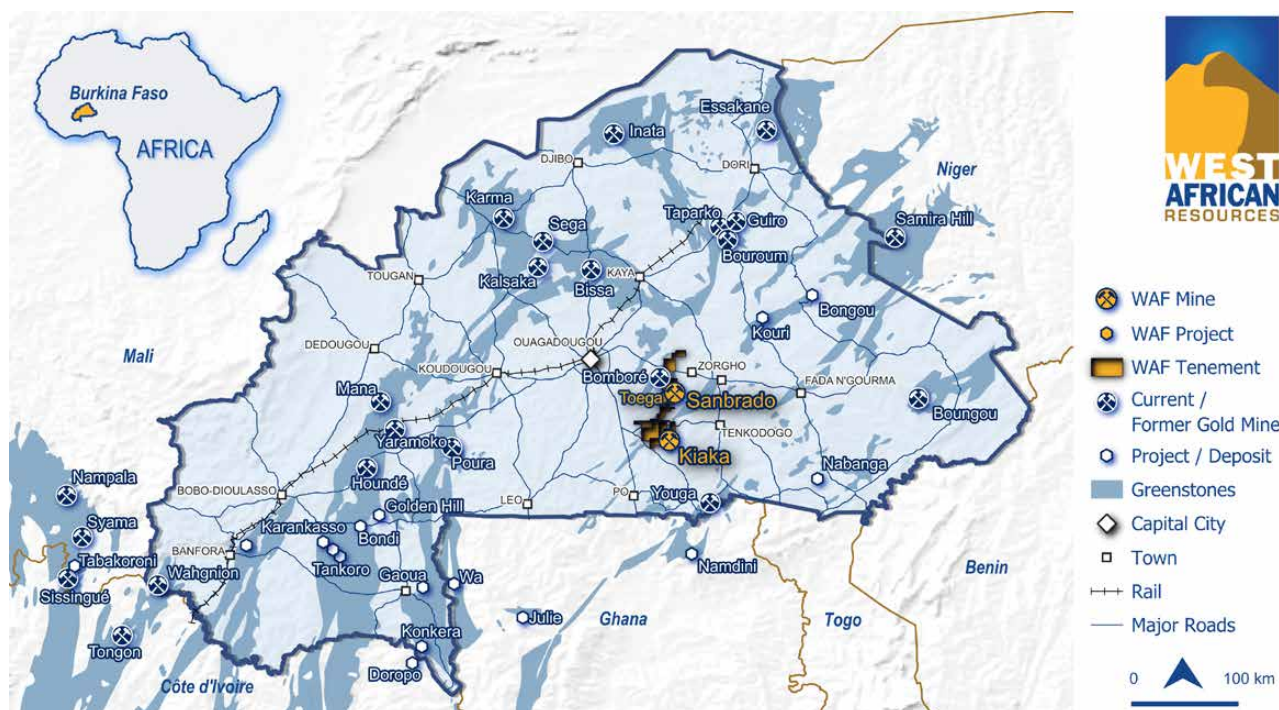 Burkina Faso
AFRICA
Essakane
Inata
DJIBO
DORI
Niger
Karma
Sega
Taparko
Guiro
Samira Hill
Bouroum
Kalsaka
Bissa
KAYA
TOUGAN
Bongou
Kouri
OUAGADOUGOU
DEDOUGOU
Mali
KOUDOUGOU
Bomboré
ZORGHO
FADA N'GOURMA
Mana
Toega
Sanbrado
Boungou
Yaramoko
TENKODOGO
Poura
Kiaka
Houndé
Nabanga
Nampala
BOBO-DIOULASSO
LEO
PO
Youga
Golden Hill
Syama
Karankasso
Bondi
BANFORA
Tabakoroni
Tankoro
Namdini
Wahgnion
Gaoua
Wa
Benin
Sissingué
Julie
Ghana
Togo
Tongon
Konkera
Doropo
Côte d'Ivoire
WEST
AFRICAN
RESOURCES
WAF Mine
WAF Project
WAF Tenement
Current /
Former Gold Mine
Project / Deposit
Greenstones
Capital City
Town
Rail
Major Roads
0 100 km